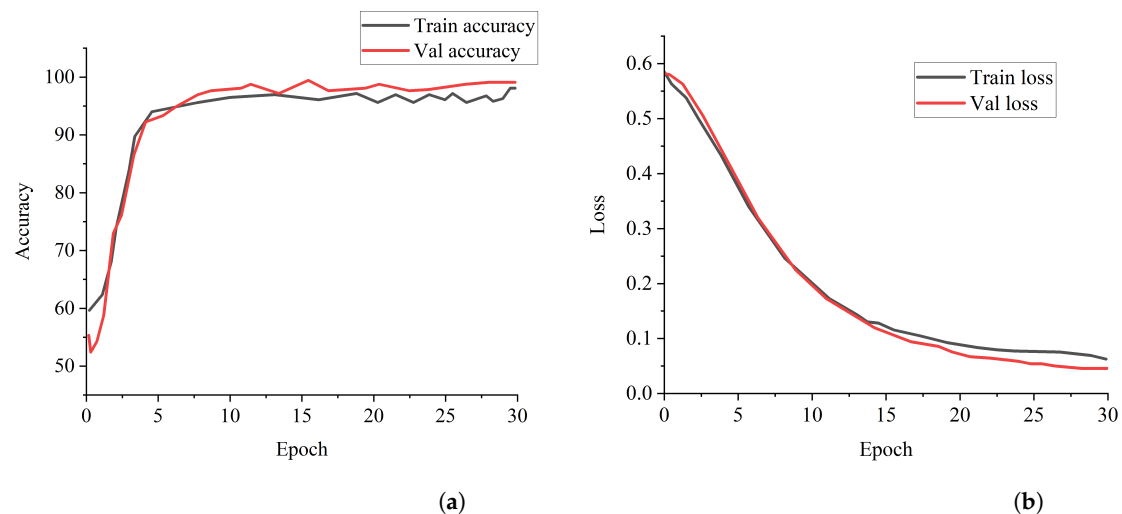 Train accuracy
Val accuracy
100
90
80
70
60
50
Accuracy
0 5 10 15 20 25 30
Epoch
(a)
Train loss
Val loss
0.6
0.5
0.4
0.3
0.2
0.1
0.0
Loss
0 5 10 15 20 25 30
Epoch
(b)